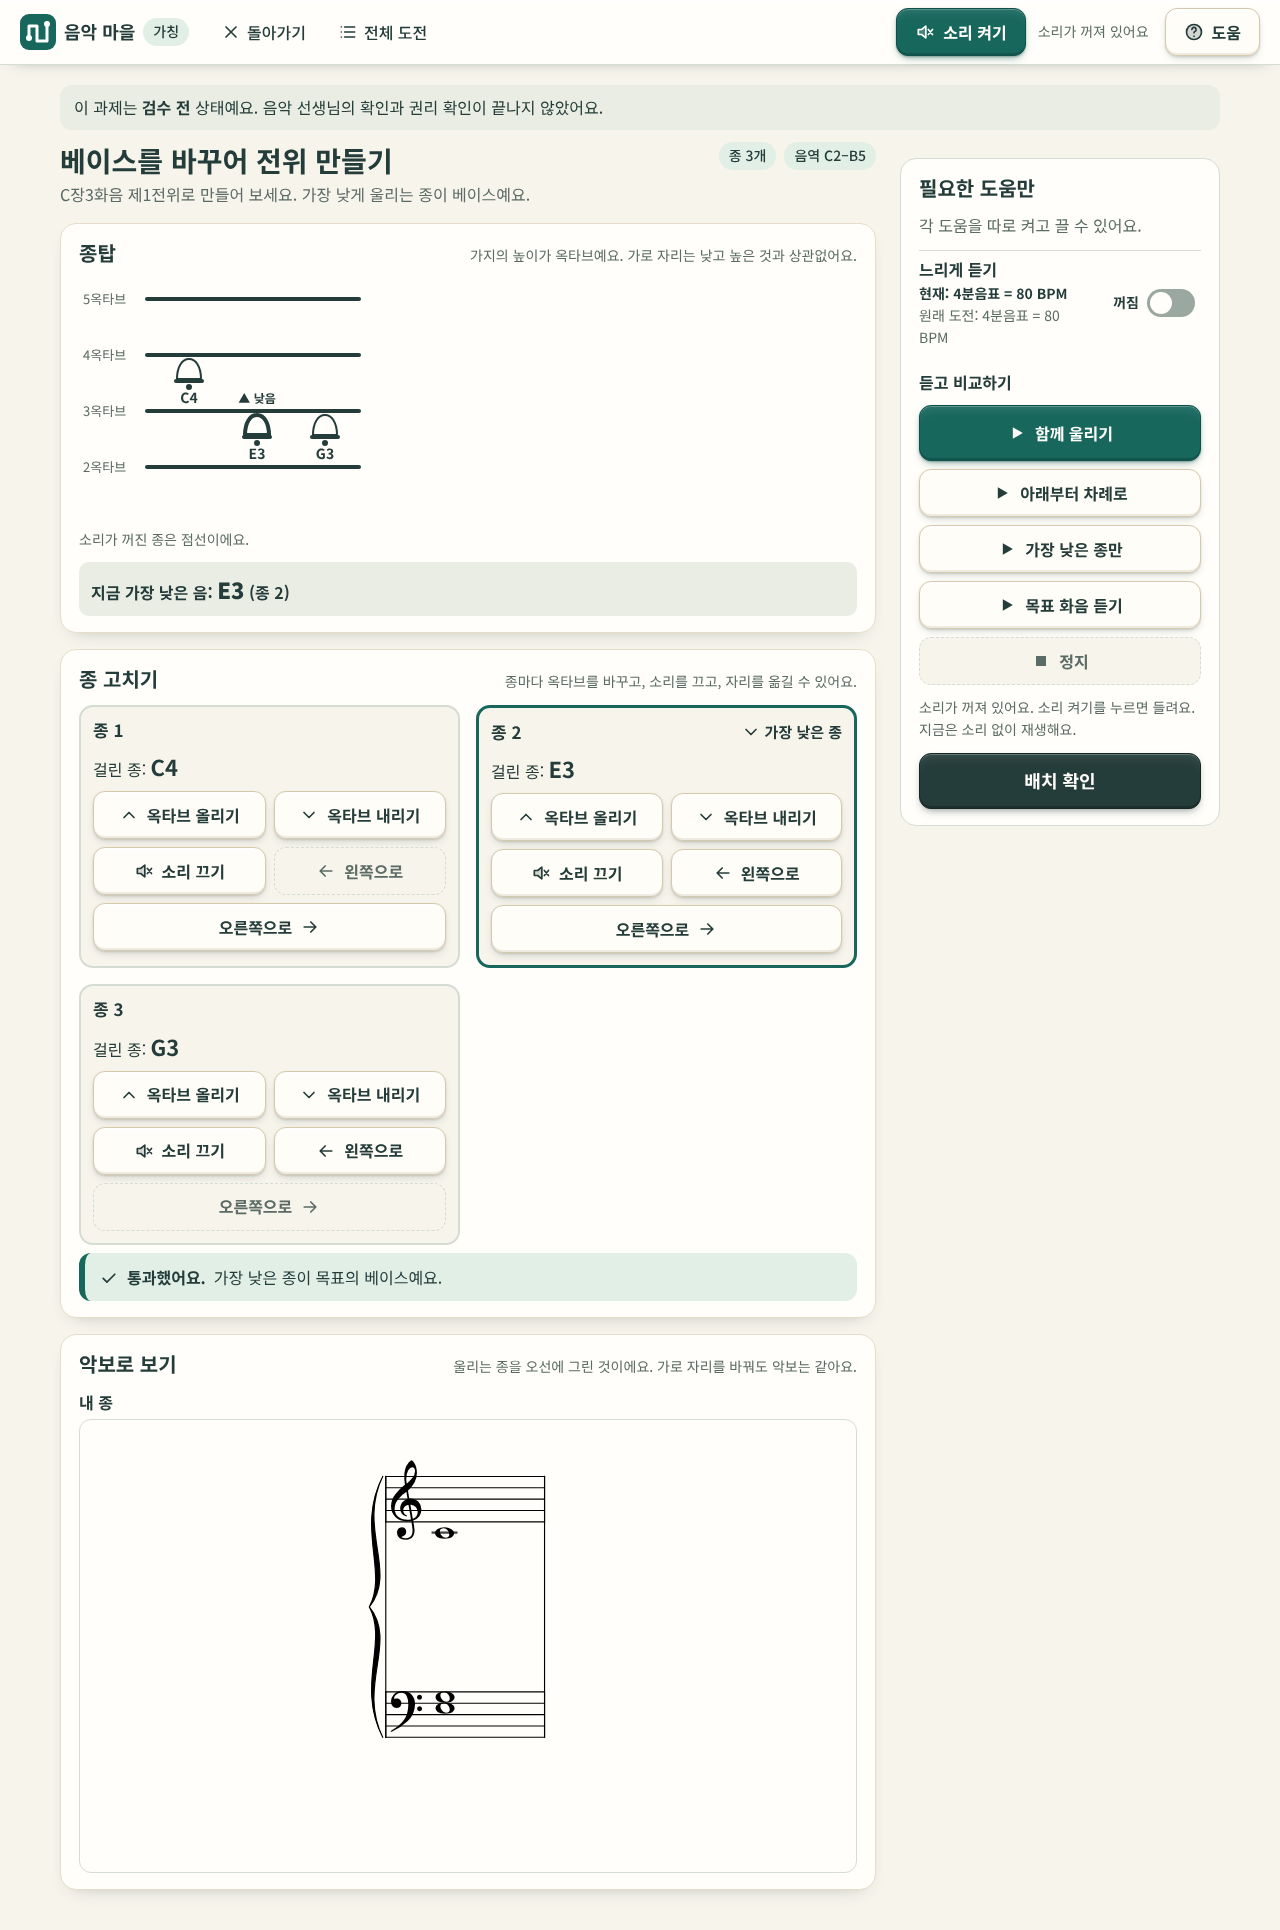 음악 마을 가칭
돌아가기
전체 도전
소리 켜기
소리가 꺼져 있어요
도움
이 과제는 검수 전 상태예요. 음악 선생님의 확인과 권리 확인이 끝나지 않았어요.
베이스를 바꾸어 전위 만들기
종 3개
음역 C2–B5
C장3화음 제1전위로 만들어 보세요. 가장 낮게 울리는 종이 베이스예요.
종탑
가지의 높이가 옥타브예요. 가로 자리는 낮고 높은 것과 상관없어요.
5옥타브
4옥타브
C4
▲ 낮음
3옥타브
E3
G3
2옥타브
소리가 꺼진 종은 점선이에요.
지금 가장 낮은 음: E3 (종 2)
종 고치기
종마다 옥타브를 바꾸고, 소리를 끄고, 자리를 옮길 수 있어요.
종 1
걸린 종: C4
옥타브 올리기
옥타브 내리기
소리 끄기
왼쪽으로
오른쪽으로
종 2
가장 낮은 종
걸린 종: E3
옥타브 올리기
옥타브 내리기
소리 끄기
왼쪽으로
오른쪽으로
종 3
걸린 종: G3
옥타브 올리기
옥타브 내리기
소리 끄기
왼쪽으로
오른쪽으로
통과했어요. 가장 낮은 종이 목표의 베이스예요.
악보로 보기
울리는 종을 오선에 그린 것이에요. 가로 자리를 바꿔도 악보는 같아요.
내 종
필요한 도움만
각 도움을 따로 켜고 끌 수 있어요.
느리게 듣기
현재: 4분음표 = 80 BPM
원래 도전: 4분음표 = 80
BPM
꺼짐
듣고 비교하기
함께 울리기
아래부터 차례로
가장 낮은 종만
목표 화음 듣기
정지
소리가 꺼져 있어요. 소리 켜기를 누르면 들려요.
지금은 소리 없이 재생해요.
배치 확인